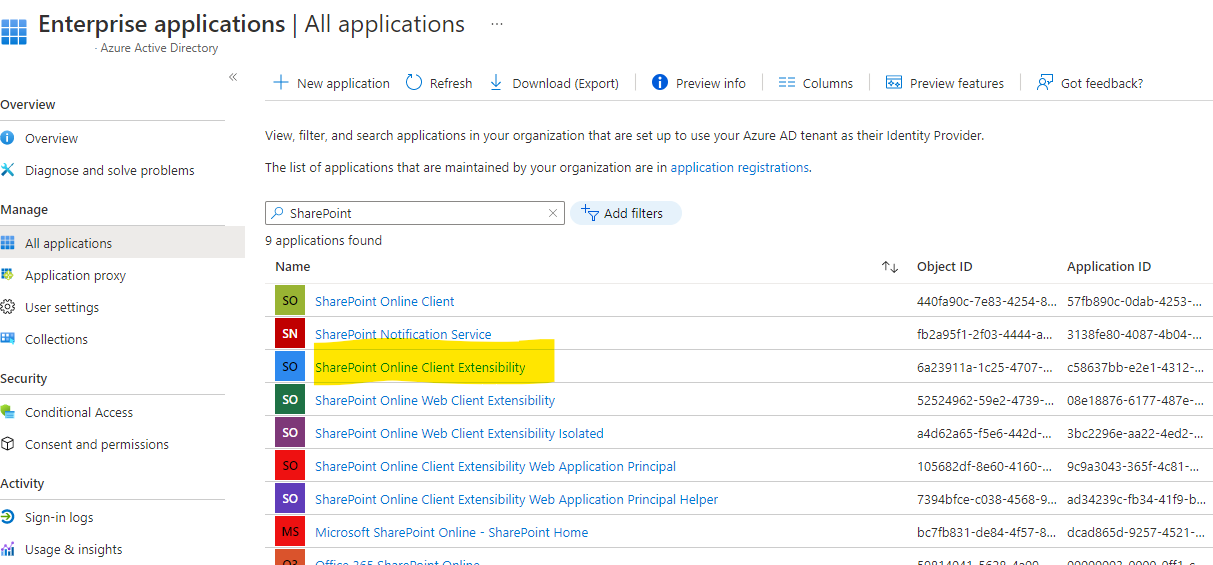 Enterprise applications | All applications ···
· Azure Active Directory
«
Overview
Overview
Diagnose and solve problems
Manage
All applications
Application proxy
User settings
Collections
Security
Conditional Access
Consent and permissions
Activity
Sign-in logs
Usage & insights
New application Refresh Download (Export) Preview info Columns Preview features Got feedback?
View, filter, and search applications in your organization that are set up to use your Azure AD tenant as their Identity Provider.
The list of applications that are maintained by your organization are in application registrations.
SharePoint Add filters
9 applications found
Name Object ID Application ID
SO SharePoint Online Client 440fa90c-7e83-4254-8... 57fb890c-0dab-4253-...
SN SharePoint Notification Service fb2a95f1-2f03-4444-a... 3138fe80-4087-4b04-...
SO SharePoint Online Client Extensibility 6a23911a-1c25-4707-... c58637bb-e2e1-4312-...
SO SharePoint Online Web Client Extensibility 52524962-59e2-4739-... 08e18876-6177-487e-...
SO SharePoint Online Web Client Extensibility Isolated a4d62a65-f5e6-442d-... 3bc2296e-aa22-4ed2-...
SO SharePoint Online Client Extensibility Web Application Principal 105682df-8e60-4160-... 9c9a3043-365f-4c81-...
SO SharePoint Online Client Extensibility Web Application Principal Helper 7394bfce-c038-4568-9... ad34239c-fb34-41f9-b...
MS Microsoft SharePoint Online - SharePoint Home bc7fb831-de84-4f57-8... dcad865d-9257-4521-...
O3 Office 365 SharePoint Online